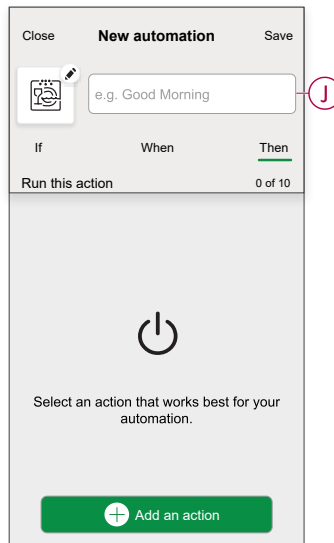 Close New automation Save
e.g. Good Morning
J
If When Then
Run this action 0 of 10
Select an action that works best for your
automation.
Add an action